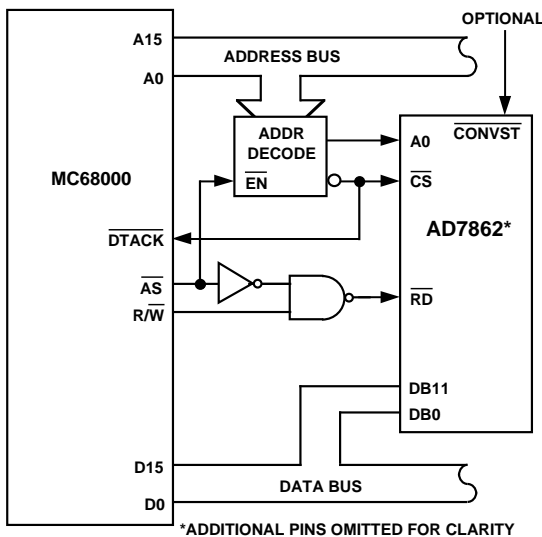 OPTIONAL
A15
ADDRESS BUS
A0
ADDR
DECODE
EN
A0
CONVST
MC68000
CS
AD7862*
DTACK
AS
R/W
RD
DB11
DB0
D15
DATA BUS
D0
*ADDITIONAL PINS OMITTED FOR CLARITY